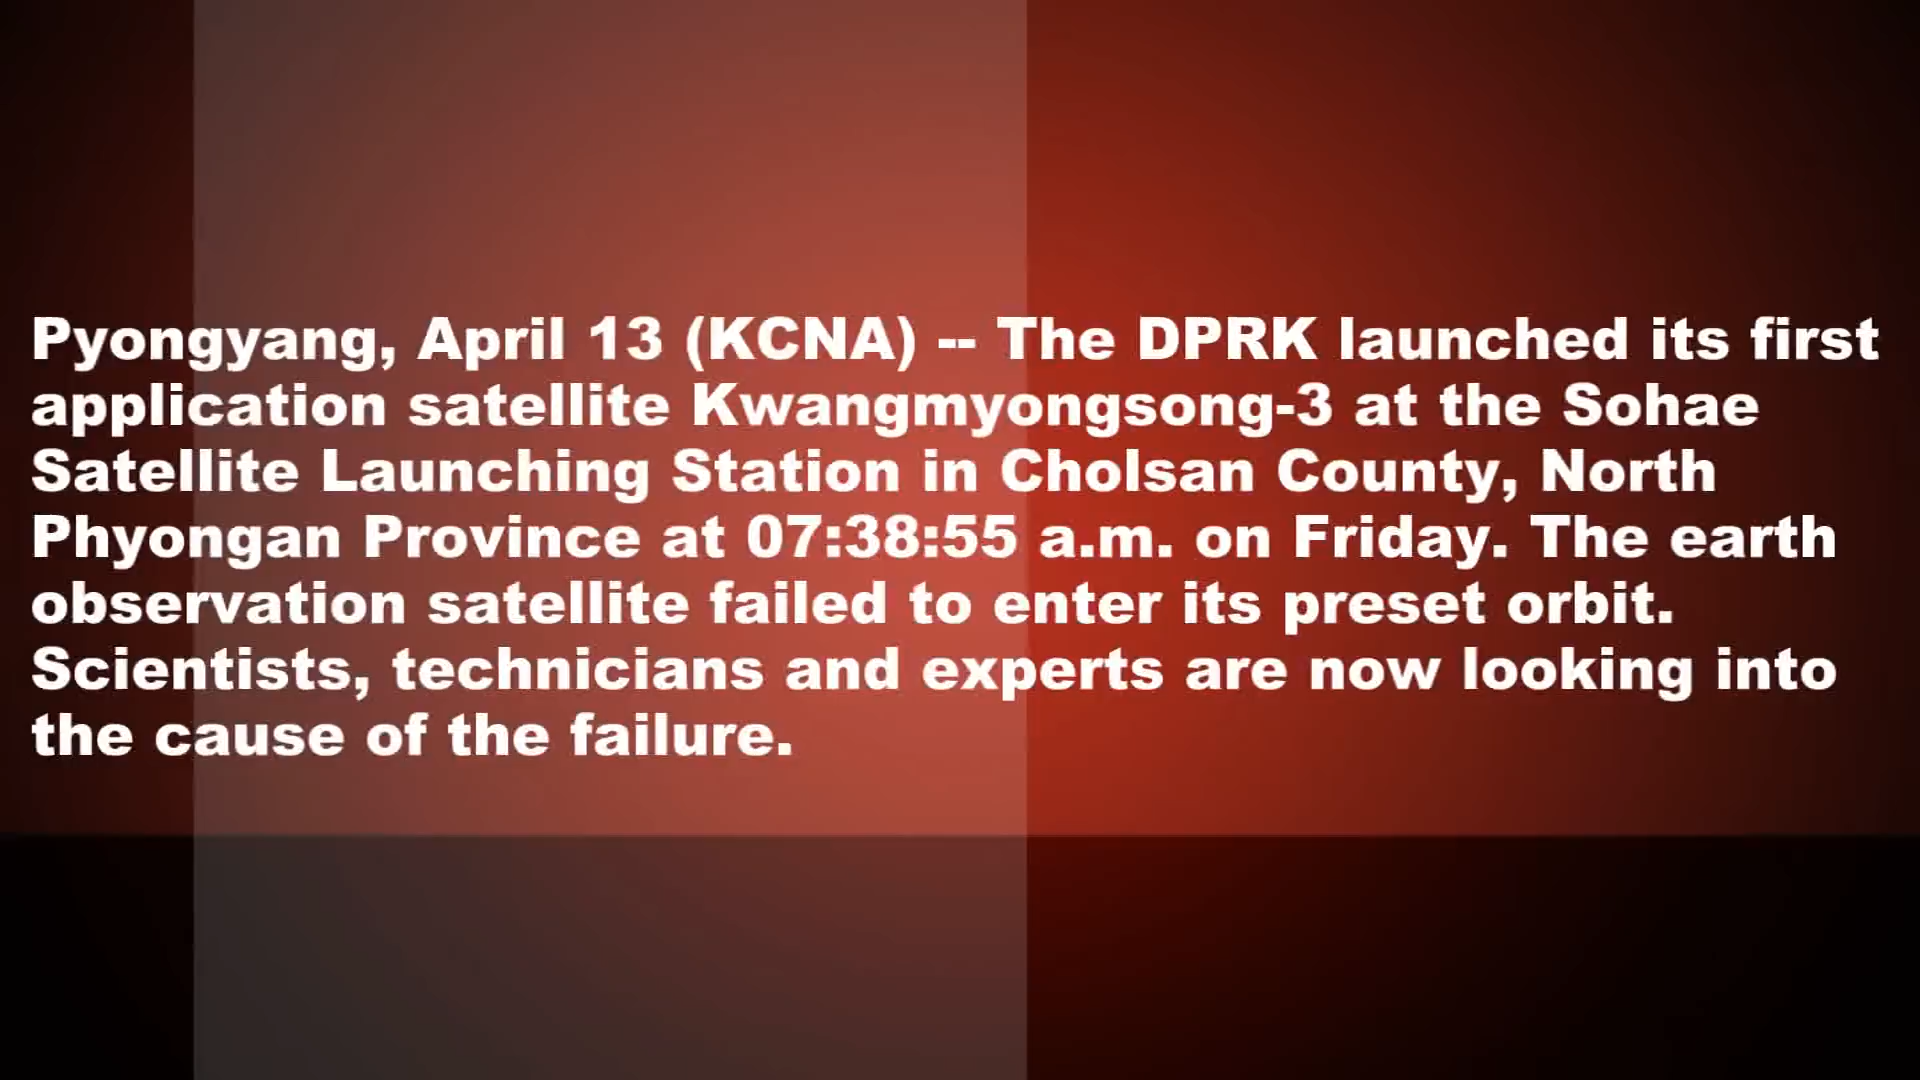 Pyongyang, April 13 (KCNA) -- The DPRK launched its first
application satellite Kwangmyongsong-3 at the Sohae
Satellite Launching Station in Cholsan County, North
Phyongan Province at 07:38:55 a.m. on Friday. The earth
observation satellite failed to enter its preset orbit.
Scientists, technicians and experts are now looking into
the cause of the failure.